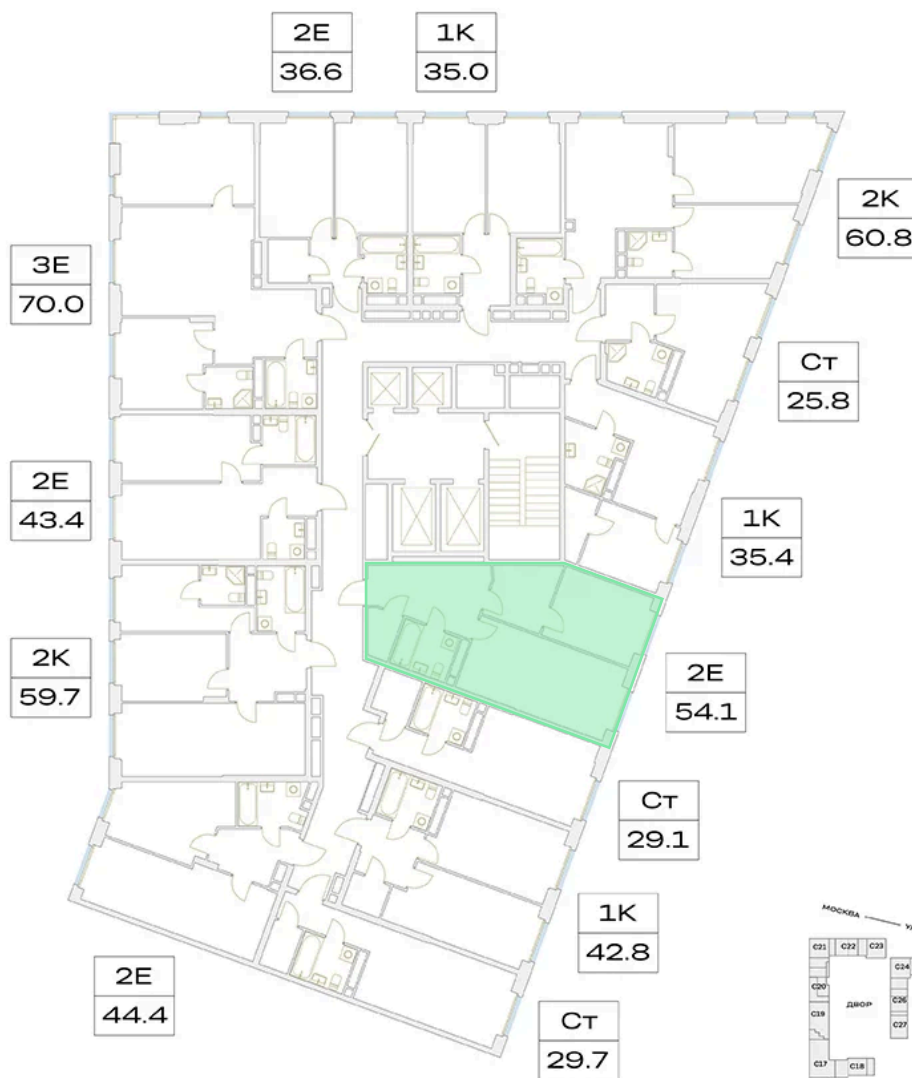 2Е
36.6
1К
35.0
2К
60.8
3Е
70.0
Ст
25.8
2Е
43.4
1К
35.4
2К
59.7
2Е
54.1
Ст
29.1
1К
42.8
2Е
44.4
Ст
29.7
МОСКВА
С21 С22 С23
С24
С20
ДВОР
С26
С19
С27
С17 С18